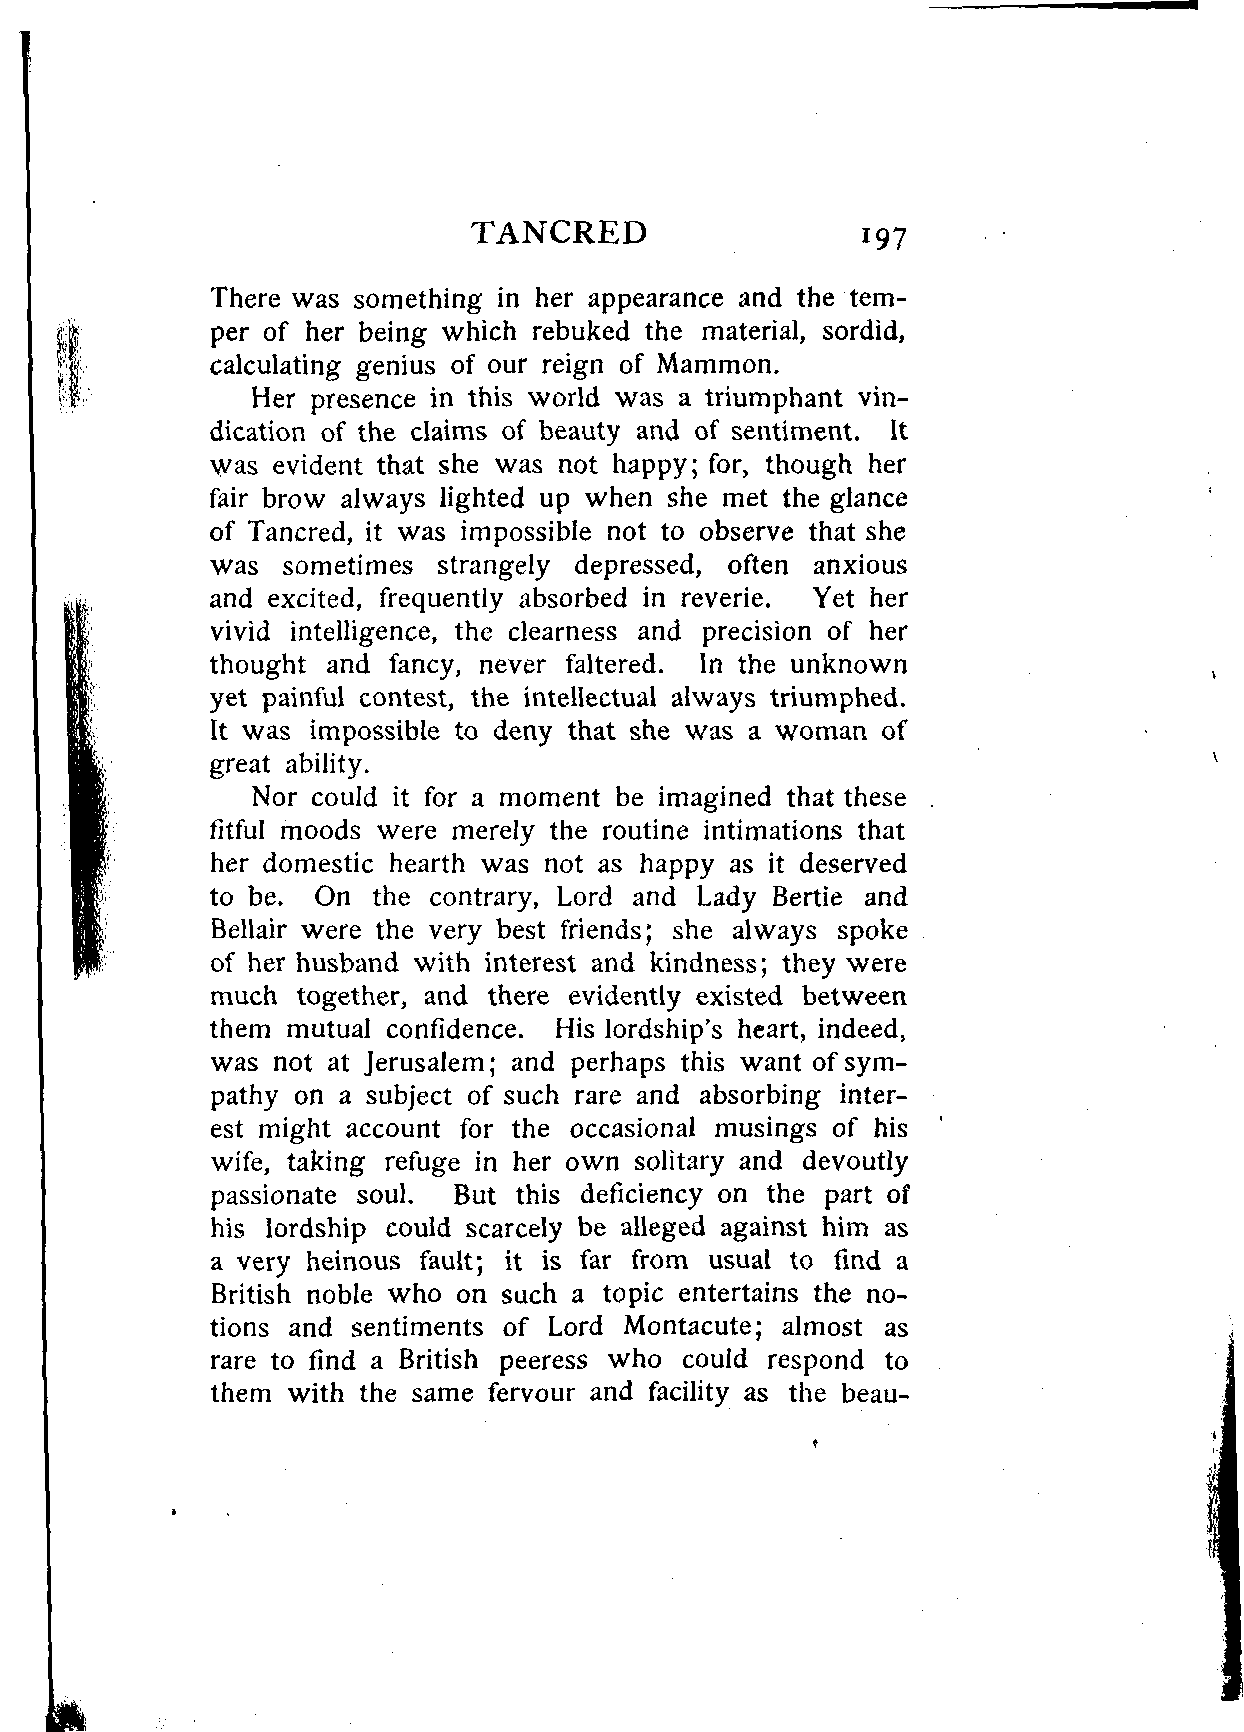 TANCRED 197
There was something in her appearance and the tem-
per of her being which rebuked the material, sordid,
calculating genius of our reign of Mammon.
Her presence in this world was a triumphant vin-
dication of the claims of beauty and of sentiment. It
was evident that she was not happy; for, though her
fair brow always lighted up when she met the glance
of Tancred, it was impossible not to observe that she
was sometimes strangely depressed, often anxious
and excited, frequently absorbed in reverie. Yet her
vivid intelligence, the clearness and precision of her
thought and fancy, never faltered. In the unknown
yet painful contest, the intellectual always triumphed.
It was impossible to deny that she was a woman of
great ability.
Nor could it for a moment be imagined that these
fitful moods were merely the routine intimations that
her domestic hearth was not as happy as it deserved
to be. On the contrary, Lord and Lady Bertie and
Bellair were the very best friends; she always spoke
of her husband with interest and kindness; they were
much together, and there evidently existed between
them mutual confidence. His lordship's heart, indeed,
was not at Jerusalem; and perhaps this want of sym-
pathy on a subject of such rare and absorbing inter-
est might account for the occasional musings of his
wife, taking refuge in her own solitary and devoutly
passionate soul. But this deficiency on the part of
his lordship could scarcely be alleged against him as
a very heinous fault; it is far from usual to find a
British noble who on such a topic entertains the no-
tions and sentiments of Lord Montacute; almost as
rare to find a British peeress who could respond to
them with the same fervour and facility as the beau-